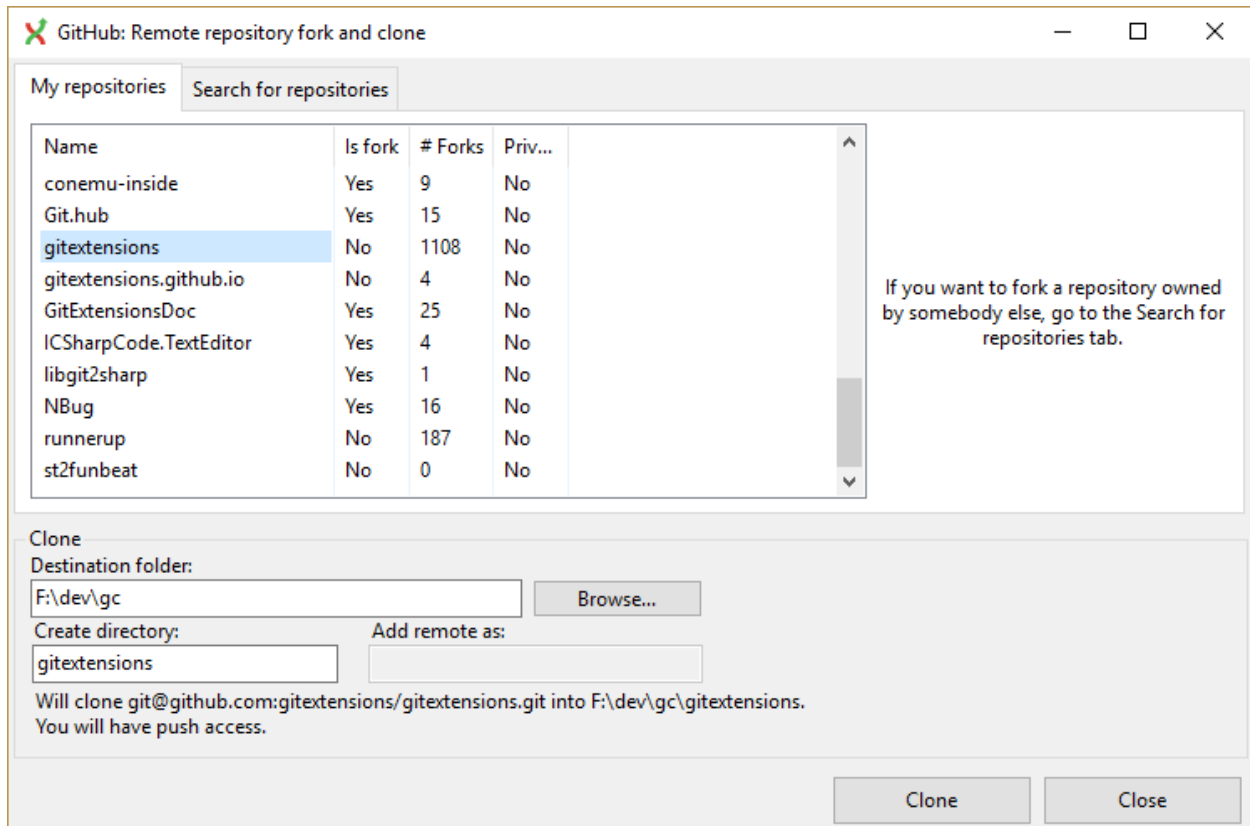 GitHub: Remote repository fork and clone
My repositories Search for repositories
Name Is fork # Forks Priv...
conemu-inside Yes 9 No
Git.hub Yes 15 No
gitextensions No 1108 No
gitextensions.github.io No 4 No
GitExtensionsDoc Yes 25 No
ICSharpCode.TextEditor Yes 4 No
libgit2sharp Yes 1 No
NBug Yes 16 No
runnerup No 187 No
st2funbeat No 0 No
If you want to fork a repository owned
by somebody else, go to the Search for
repositories tab.
Clone
Destination folder:
F:\dev\gc Browse...
Create directory: Add remote as:
gitextensions
Will clone git@github.com:gitextensions/gitextensions.git into F:\dev\gc\gitextensions.
You will have push access.
Clone Close